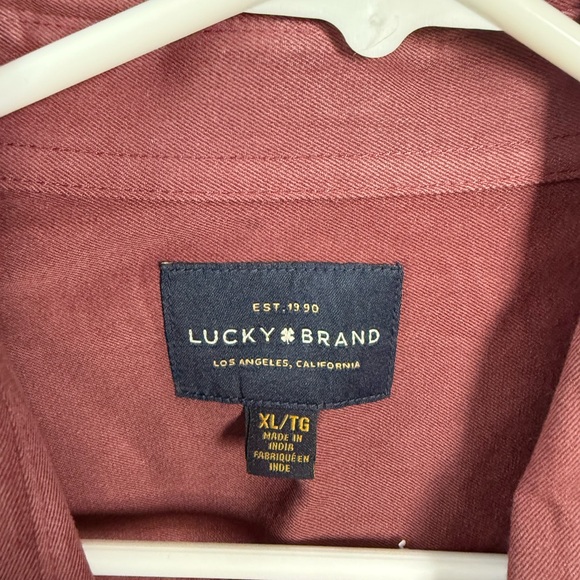 EST. 1990
LUCKY BRAND
LOS ANGELES, CALIFORNIA
XL/TG
MADE IN
INDIA
FABRIQUÉ EN
INDE